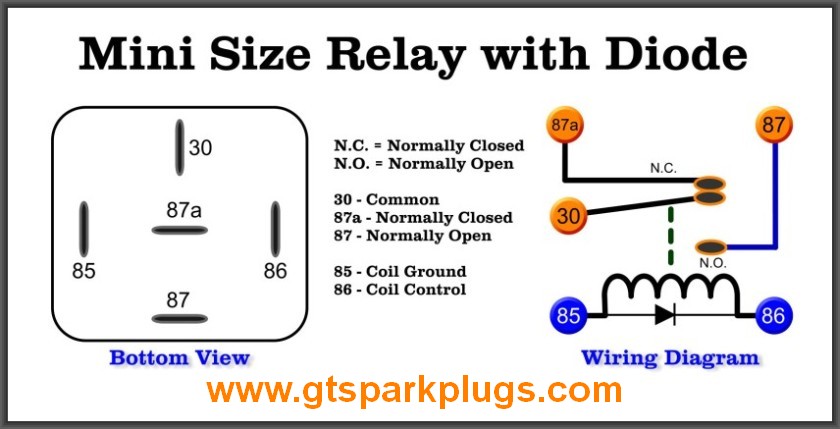 Mini Size Relay with Diode
30
87a
85
86
87
Bottom View
N.C. = Normally Closed
N.O. = Normally Open
30 - Common
87a - Normally Closed
87 - Normally Open
85 - Coil Ground
86 - Coil Control
87a
87
N.C.
30
N.O.
85
86
Wiring Diagram
www.gtsparkplugs.com